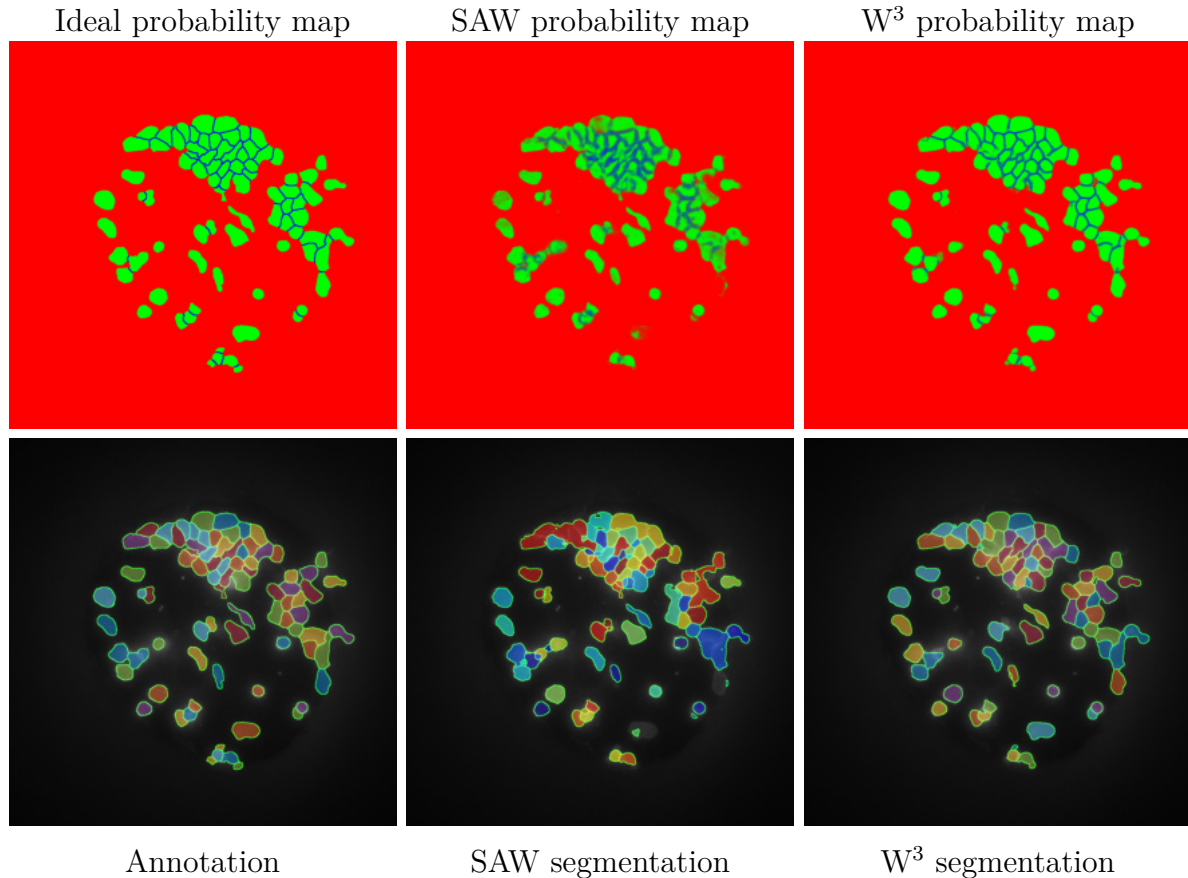 Ideal probability map
SAW probability map
W³ probability map
Annotation
SAW segmentation
W³ segmentation